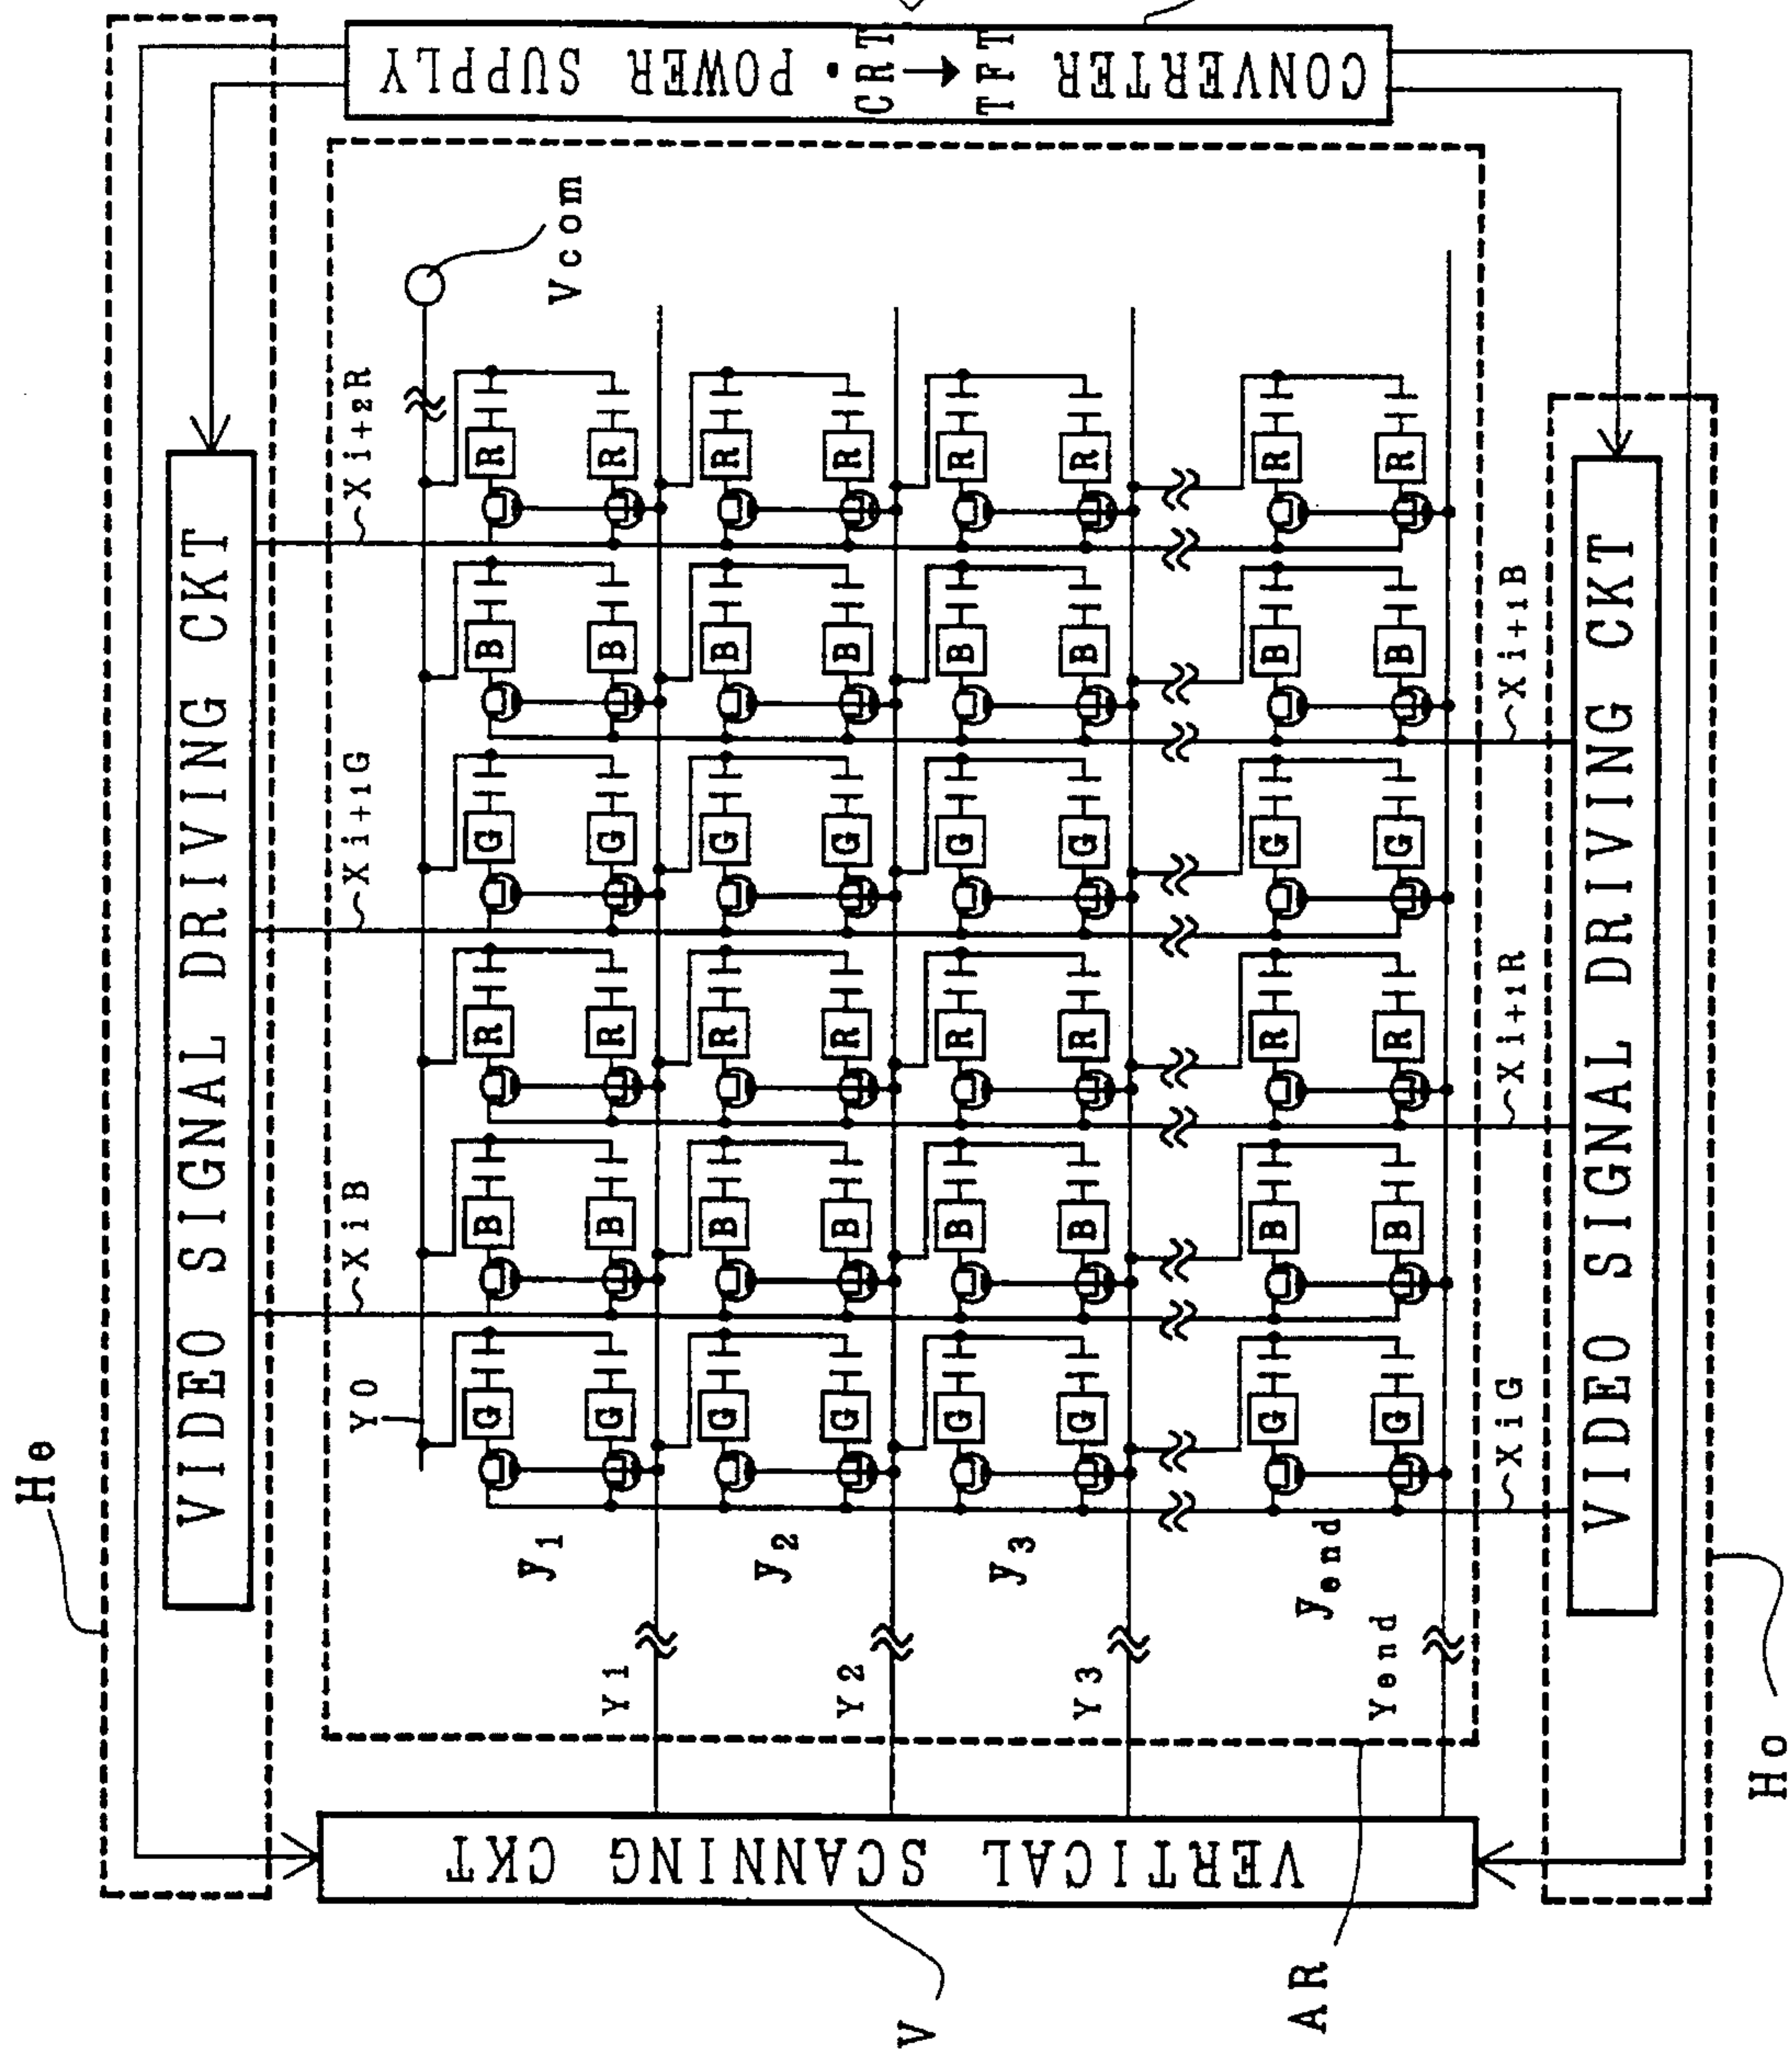 He
VIDEO SIGNAL DRIVING CKT
XiB
Xi+1G
Xi+2R
Y0
Vcom
POWER SUPPLY
•
CRT → TFT
CONVERTER
G B R G B R
G B R G B R
y1
Y1
G B R G B R
G B R G B R
y2
Y2
G B R G B R
G B R G B R
y3
Y3
G B R G B R
G B R G B R
yend
Yend
VERTICAL SCANNING CKT
V
AR
XiG
Xi+1R
Xi+1B
VIDEO SIGNAL DRIVING CKT
Ho